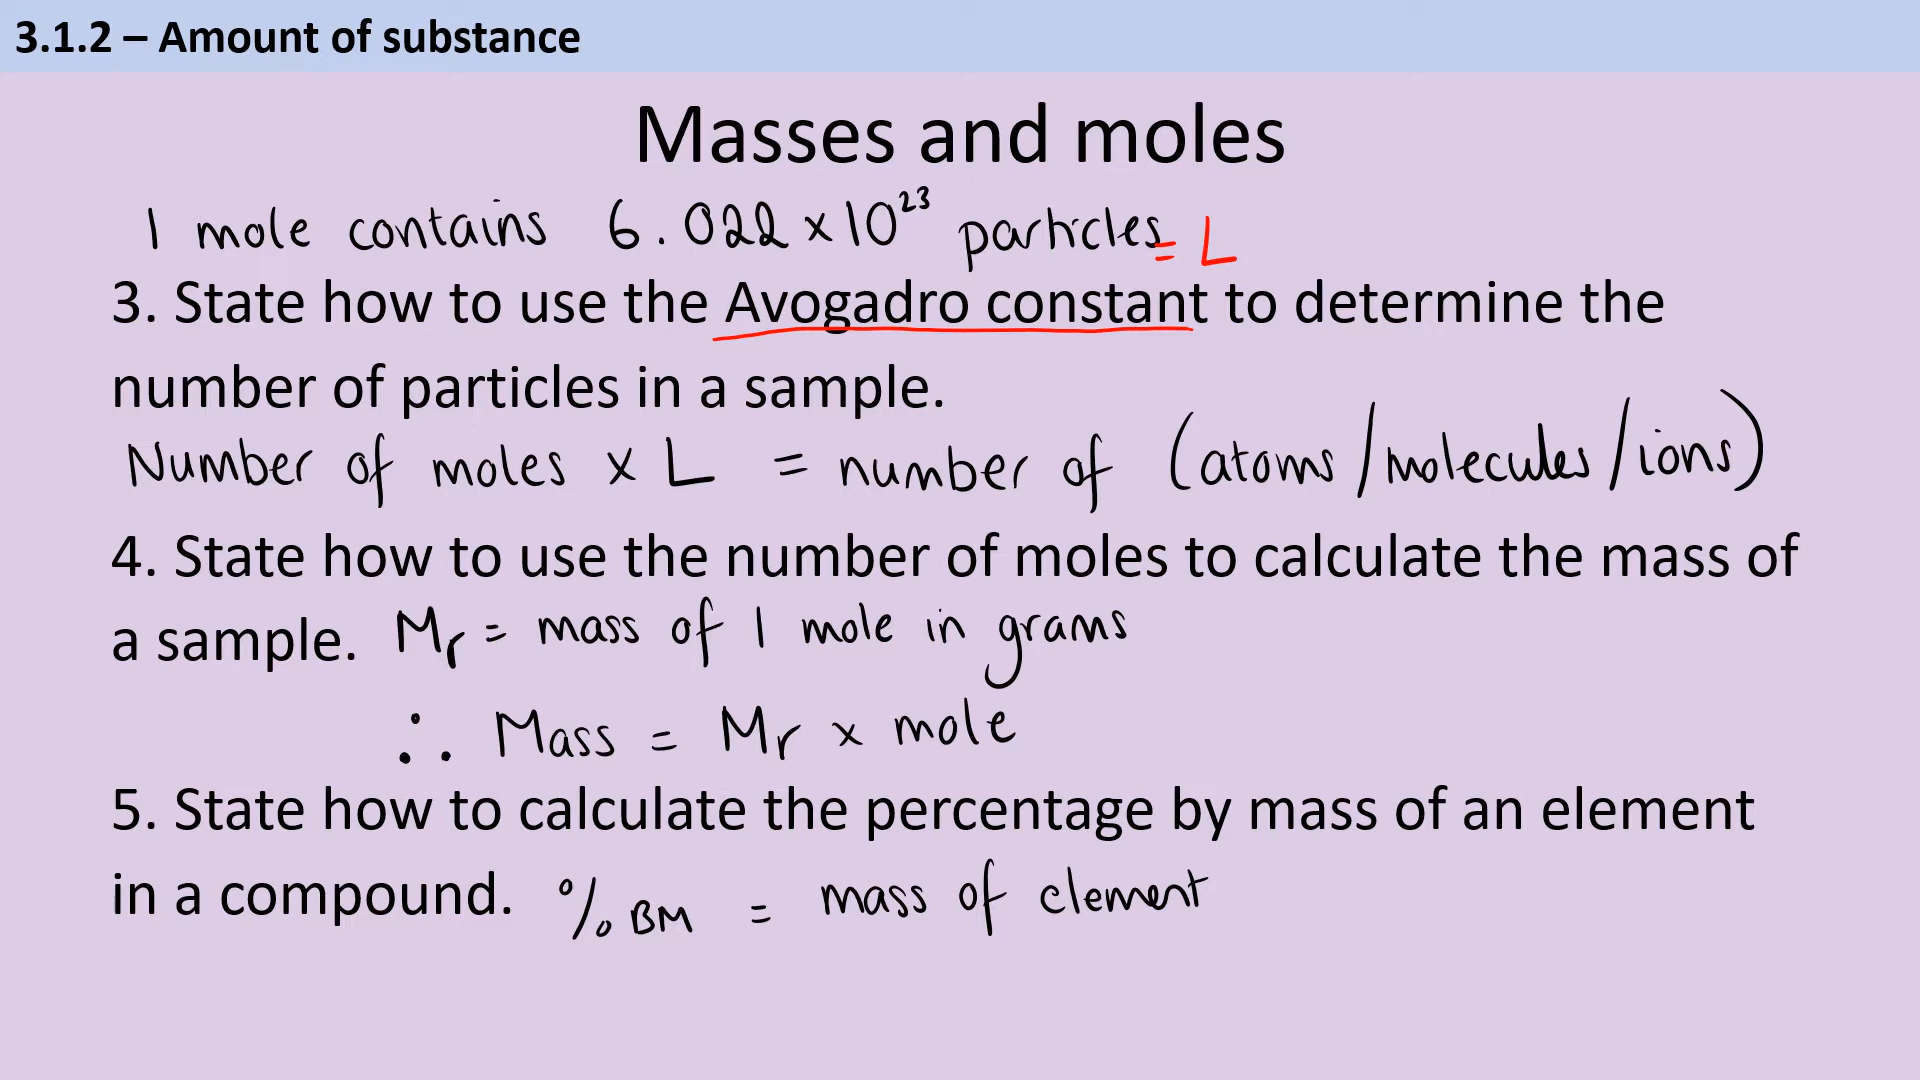 3.1.2 – Amount of substance
Masses and moles
1 mole contains 6.022 × 10²³ particles = L
3. State how to use the Avogadro constant to determine the
number of particles in a sample.
Number of moles × L = number of (atoms/molecules/ions)
4. State how to use the number of moles to calculate the mass of
a sample. Mr = mass of 1 mole in grams
∴ Mass = Mr × mole
5. State how to calculate the percentage by mass of an element
in a compound. % BM = mass of element